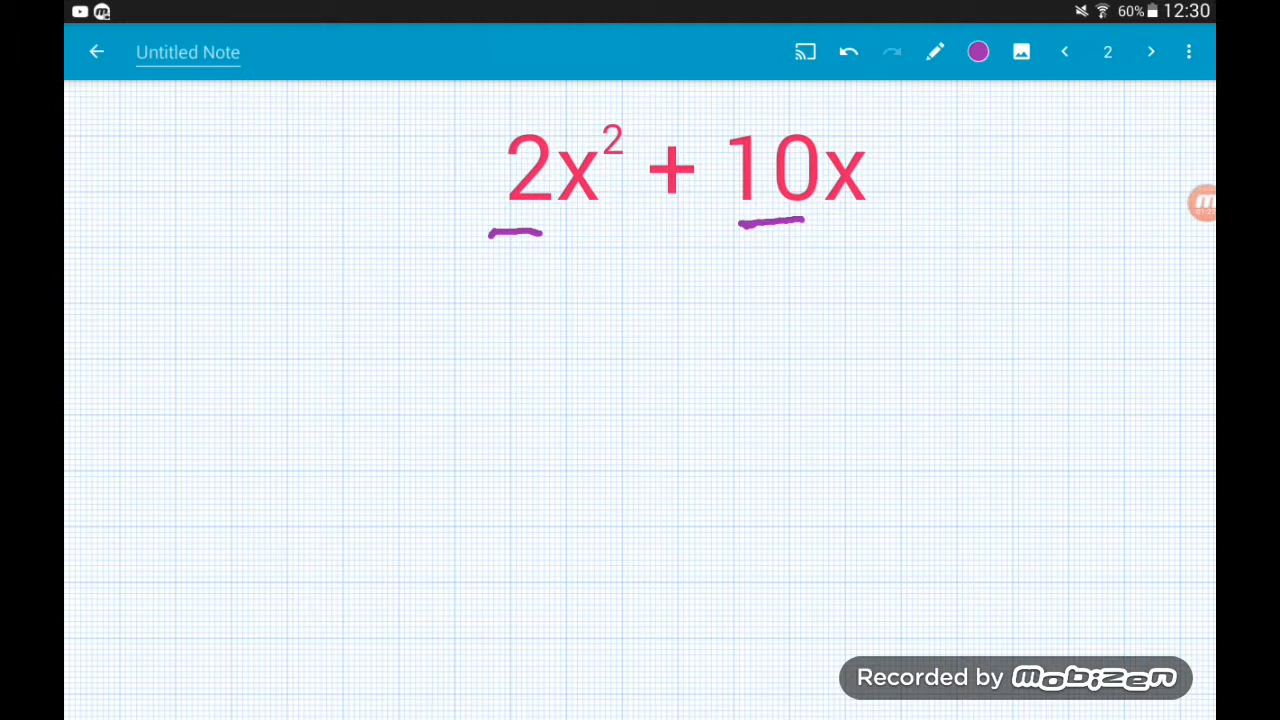 60% 12:30
Untitled Note 2
2x² + 10x
Recorded by mobizen